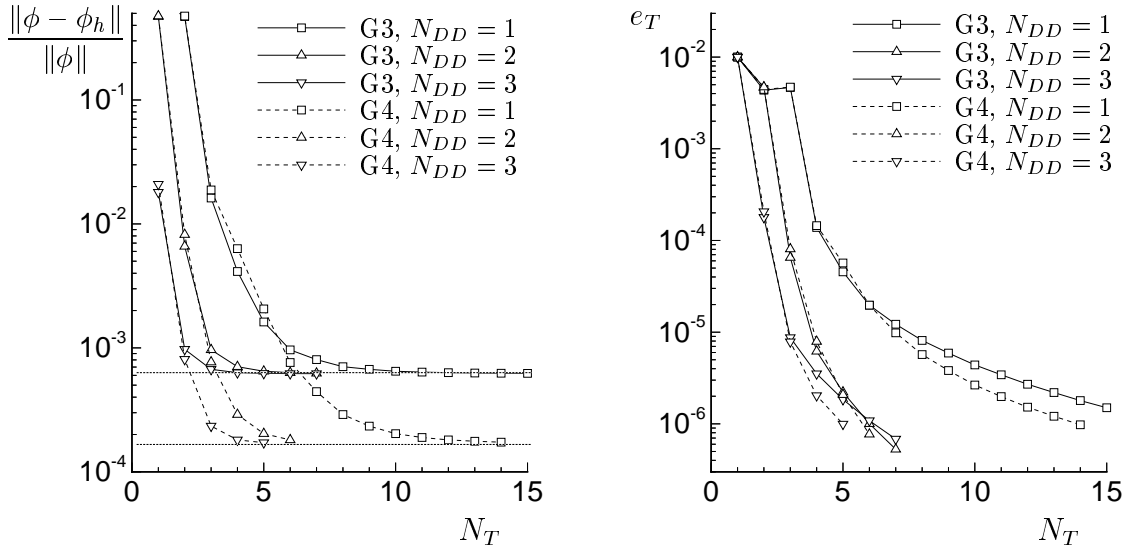 ‖ϕ − ϕ_h‖
‖ϕ‖
G3, N_DD = 1
G3, N_DD = 2
G3, N_DD = 3
G4, N_DD = 1
G4, N_DD = 2
G4, N_DD = 3
10^-1
10^-2
10^-3
10^-4
0 5 10 15
N_T
e_T
G3, N_DD = 1
G3, N_DD = 2
G3, N_DD = 3
G4, N_DD = 1
G4, N_DD = 2
G4, N_DD = 3
10^-2
10^-3
10^-4
10^-5
10^-6
0 5 10 15
N_T